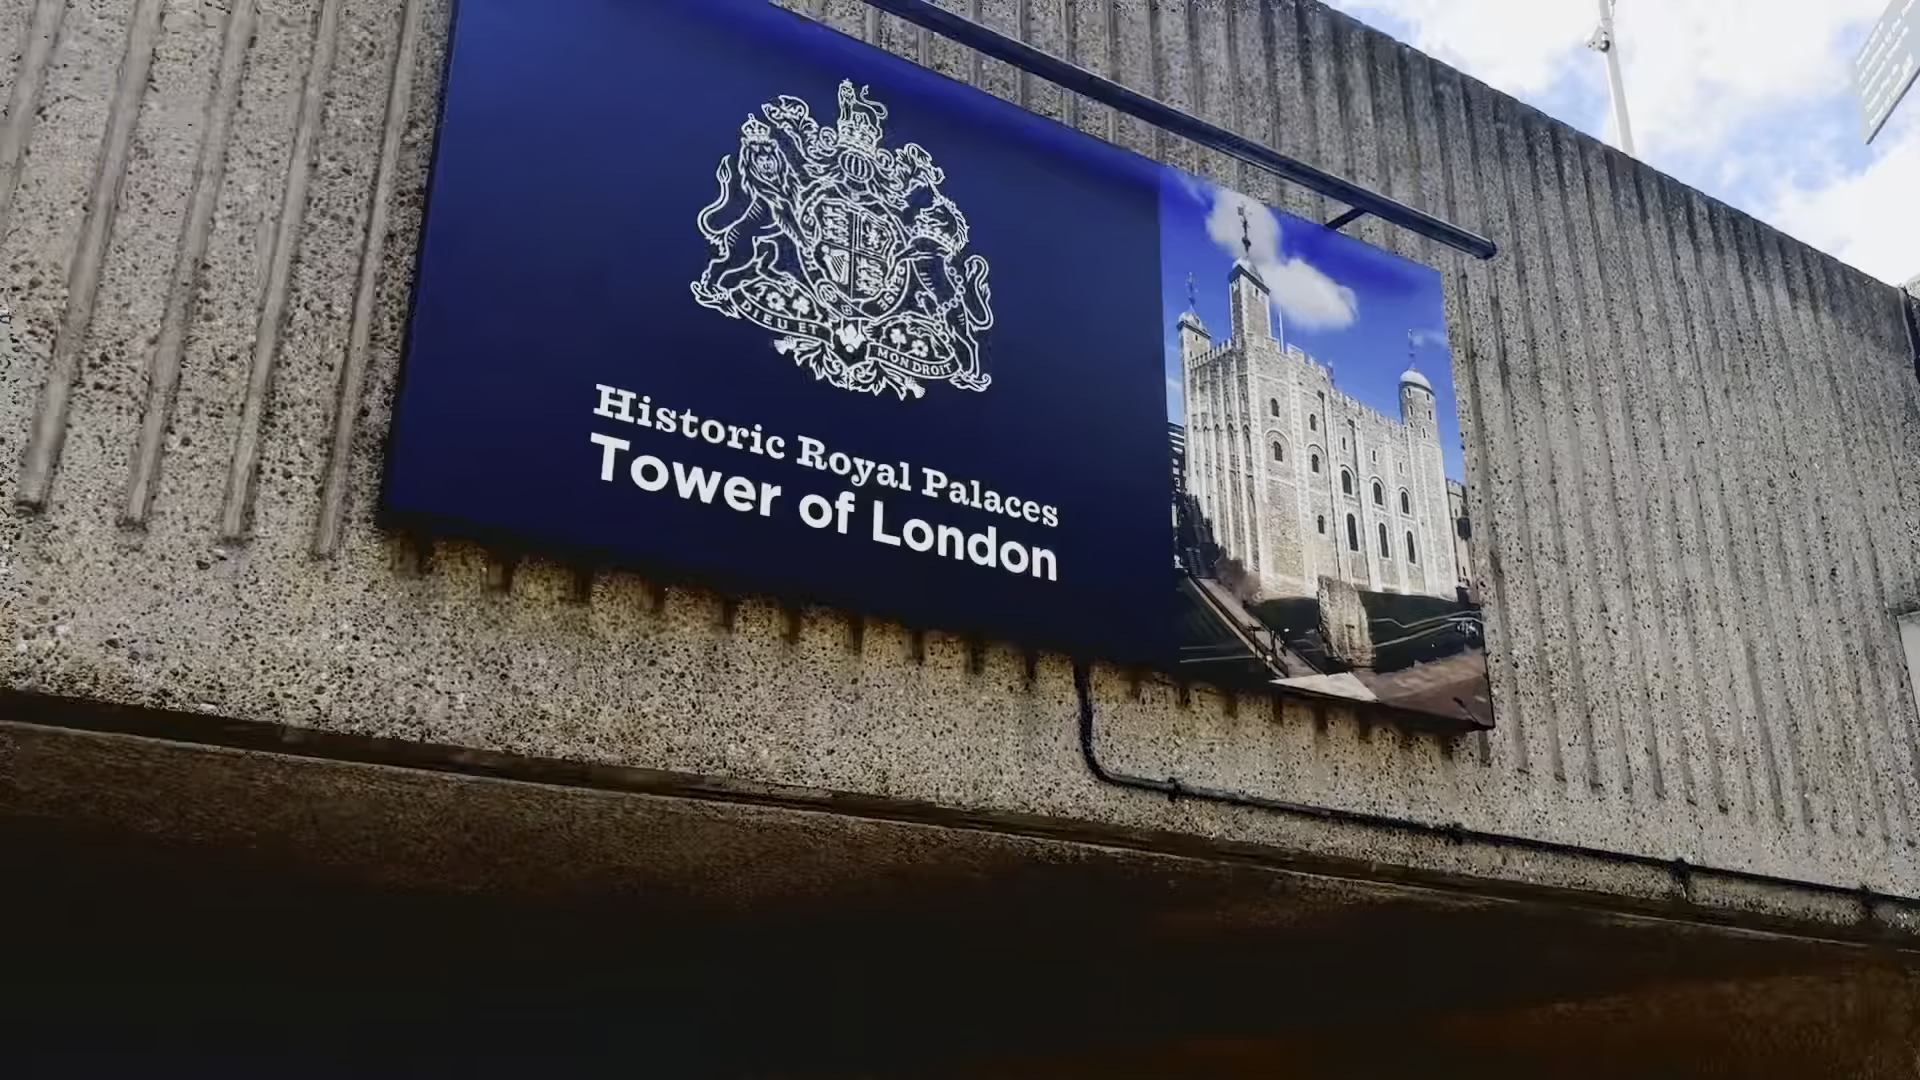 DIEU ET
MON DROIT
Historic Royal Palaces
Tower of London